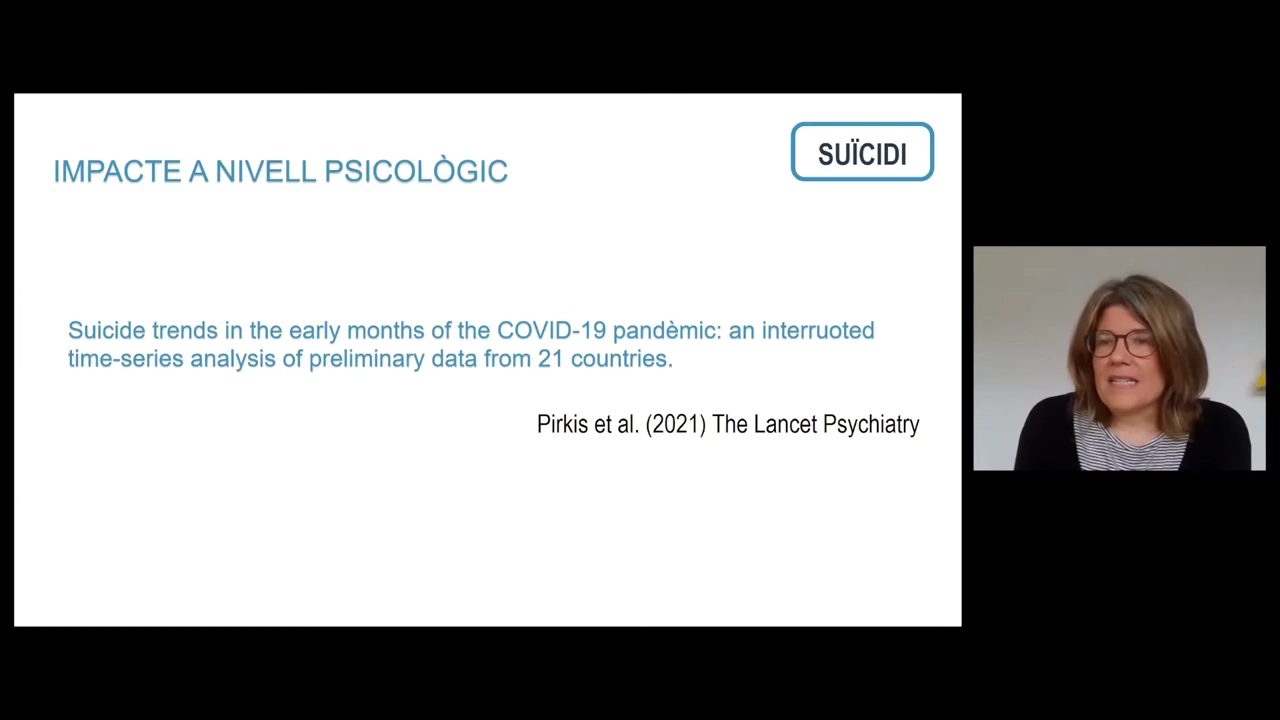 IMPACTE A NIVELL PSICOLÒGIC
SUÏCIDI
Suicide trends in the early months of the COVID-19 pandèmic: an interruoted
time-series analysis of preliminary data from 21 countries.
Pirkis et al. (2021) The Lancet Psychiatry